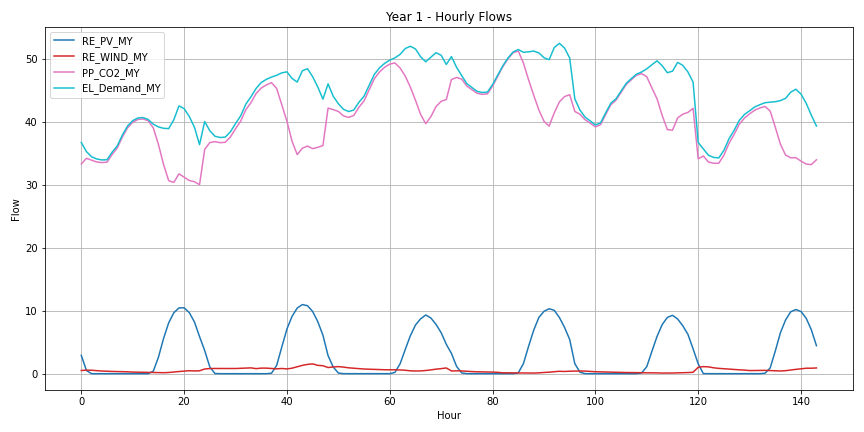 Year 1 - Hourly Flows
RE_PV_MY
RE_WIND_MY
PP_CO2_MY
EL_Demand_MY
50
40
30
20
10
0
Flow
0 20 40 60 80 100 120 140
Hour